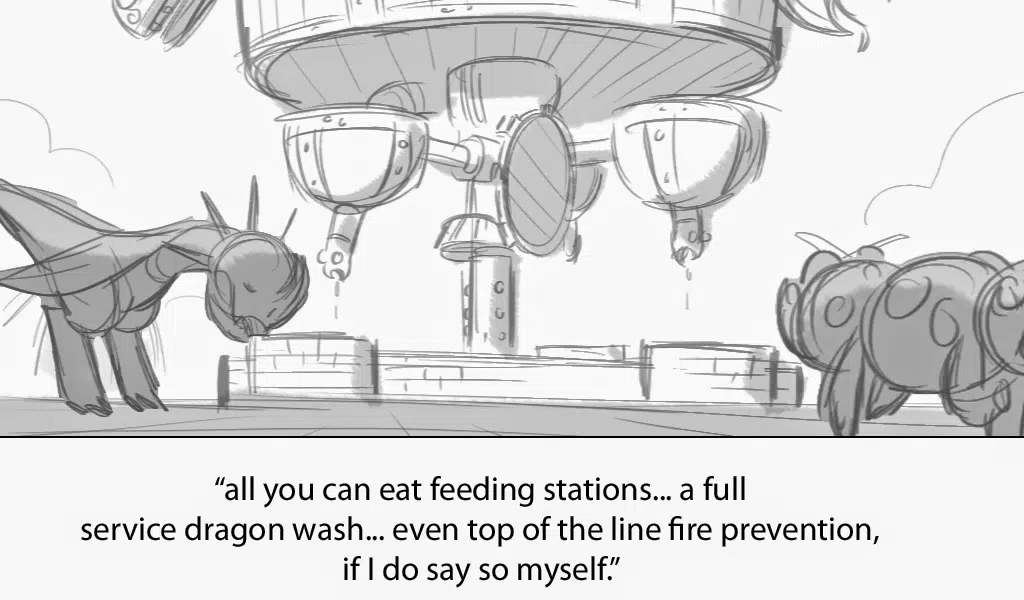 “all you can eat feeding stations... a full
service dragon wash... even top of the line fire prevention,
if I do say so myself.”